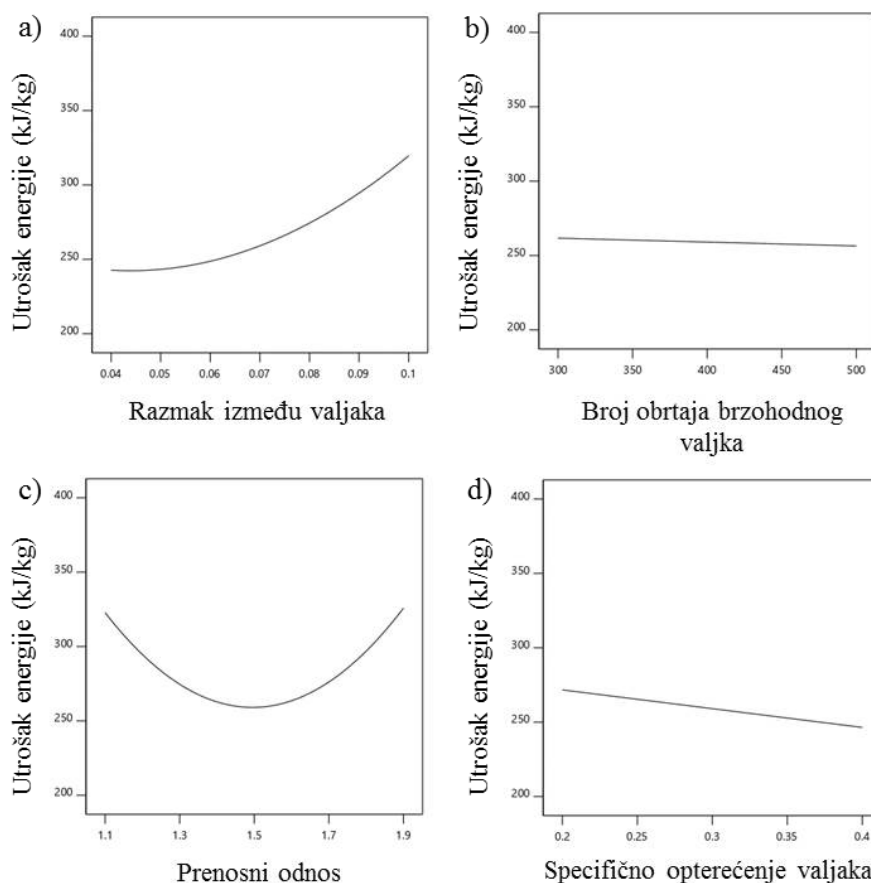 a)
Utrošak energije (kJ/kg)
400
350
300
250
200
0.04 0.05 0.06 0.07 0.08 0.09 0.1
Razmak između valjaka
b)
Utrošak energije (kJ/kg)
400
350
300
250
200
300 350 400 450 500
Broj obrtaja brzohodnog
valjka
c)
Utrošak energije (kJ/kg)
400
350
300
250
200
1.1 1.3 1.5 1.7 1.9
Prenosni odnos
d)
Utrošak energije (kJ/kg)
400
350
300
250
200
0.2 0.25 0.3 0.35 0.4
Specifično opterećenje valjaka